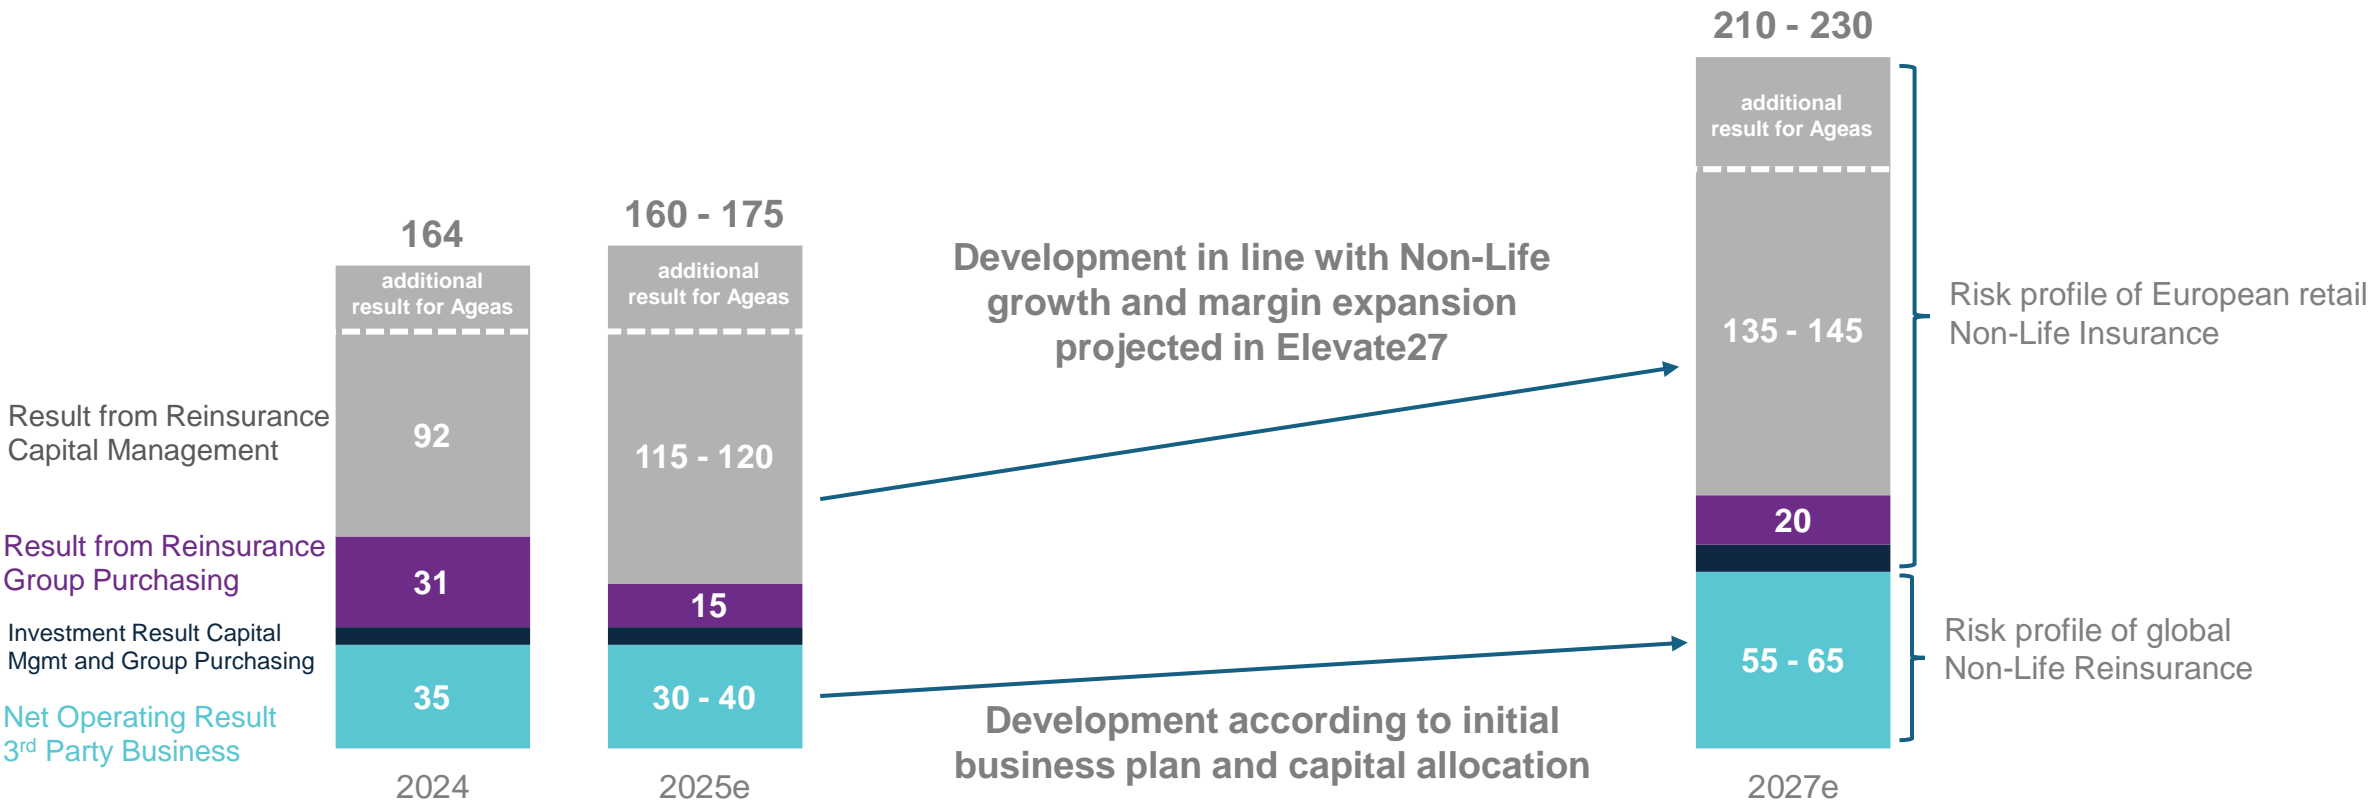 210 - 230
additional
result for Ageas
160 - 175
164
additional
result for Ageas
additional
result for Ageas
Development in line with Non-Life
growth and margin expansion
projected in Elevate27
Risk profile of European retail
Non-Life Insurance
135 - 145
Result from Reinsurance
Capital Management
92
115 - 120
20
Result from Reinsurance
Group Purchasing
31
15
Investment Result Capital
Mgmt and Group Purchasing
Risk profile of global
Non-Life Reinsurance
55 - 65
35
30 - 40
Net Operating Result
3rd Party Business
Development according to initial
business plan and capital allocation
2024
2025e
2027e